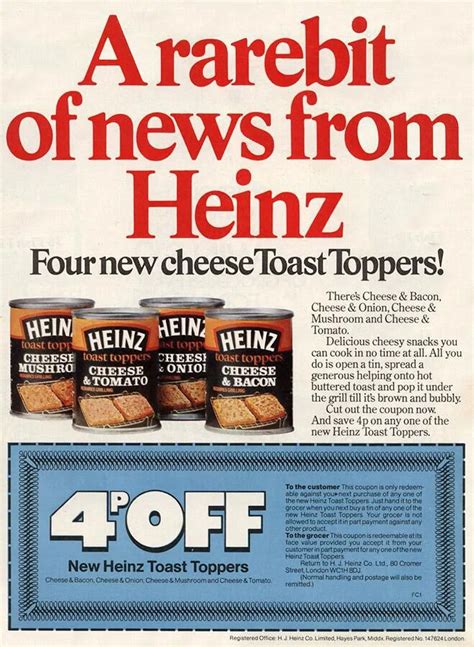 A rarebit
of news from
Heinz
Four new cheese Toast Toppers!
There's Cheese & Bacon,
Cheese & Onion, Cheese &
Mushroom and Cheese &
Tomato.
Delicious cheesy snacks you
can cook in no time at all. All you
do is open a tin, spread a
generous helping onto hot
buttered toast and pop it under
the grill till it's brown and bubbly.
Cut out the coupon now.
And save 4p on any one of the
new Heinz Toast Toppers.
HEIN
toast topp
CHEESE
MUSHRO
REQUIRES GRILLING
HEINZ
toast toppers
CHEESE
& TOMATO
REQUIRES GRILLING
HEINZ
toast topp
CHEESE
& ONIO
HEINZ
toast toppers
CHEESE
& BACON
REQUIRES GRILLING
4P OFF
New Heinz Toast Toppers
Cheese & Bacon, Cheese & Onion, Cheese & Mushroom and Cheese & Tomato.
To the customer This coupon is only redeem-
able against your next purchase of any one of
the new Heinz Toast Toppers. Just hand it to the
grocer when you next buy a tin of any one of the
new Heinz Toast Toppers. Your grocer is not
allowed to accept it in part payment against any
other product.
To the grocer This coupon is redeemable at its
face value provided you accept it from your
customer in part payment for any one of the new
Heinz Toast Toppers.
Return to H. J. Heinz Co. Ltd., 80 Cromer
Street, London WC1H 8DJ.
(Normal handling and postage will also be
remitted.)
FC1
Registered Office: H. J. Heinz Co. Limited, Hayes Park, Middx. Registered No. 147624 London.